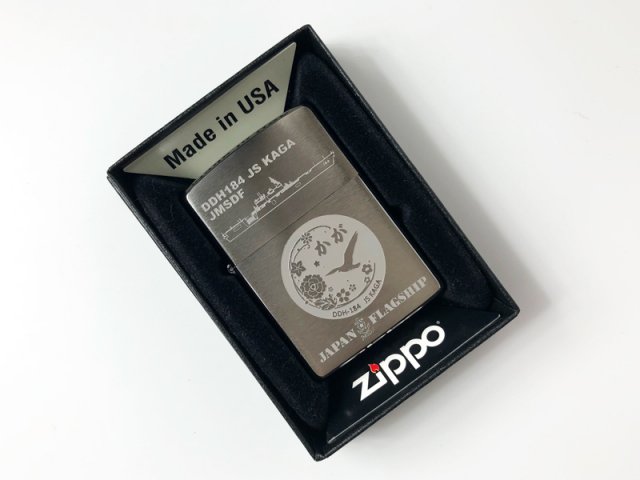 Made in USA
DDH184 JS KAGA
JMSDF
かが
DDH-184 JS KAGA
JAPAN FLAGSHIP
zippo